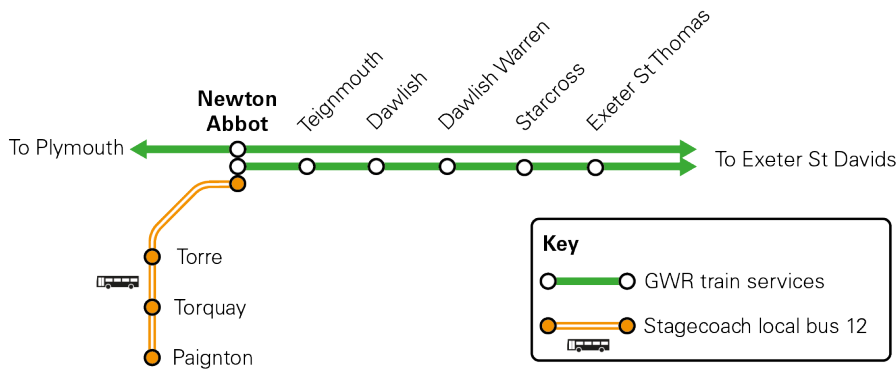 Newton
Abbot
Teignmouth
Dawlish
Dawlish Warren
Starcross
Exeter St Thomas
To Plymouth
To Exeter St Davids
Torre
Torquay
Paignton
Key
GWR train services
Stagecoach local bus 12